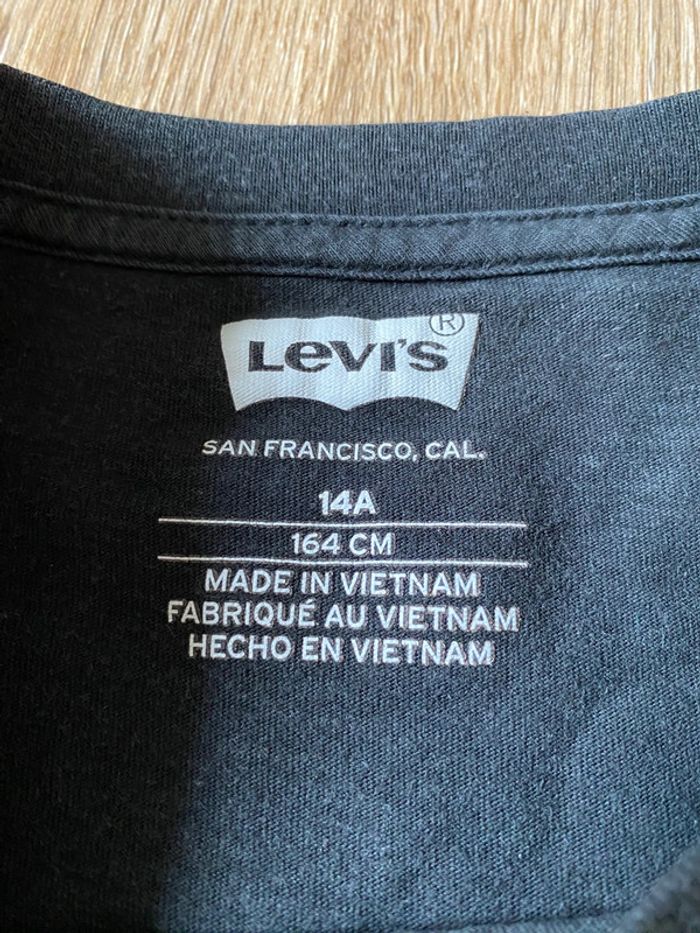 LEVI'S ®
SAN FRANCISCO, CAL.
14A
164 CM
MADE IN VIETNAM
FABRIQUÉ AU VIETNAM
HECHO EN VIETNAM